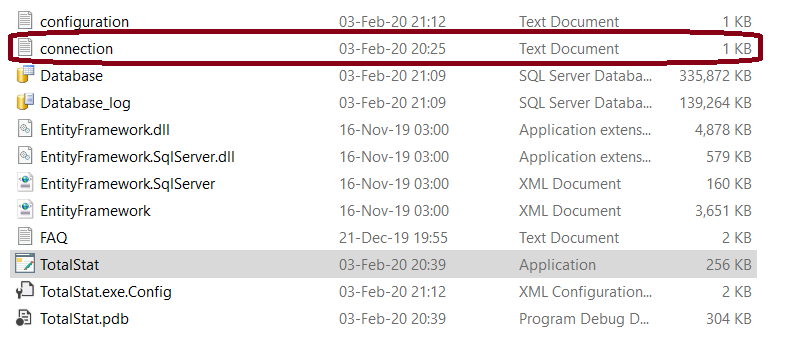 configuration 03-Feb-20 21:12 Text Document 1 KB
connection 03-Feb-20 20:25 Text Document 1 KB
Database 03-Feb-20 21:09 SQL Server Databa... 335,872 KB
Database_log 03-Feb-20 21:09 SQL Server Databa... 139,264 KB
EntityFramework.dll 16-Nov-19 03:00 Application extens... 4,878 KB
EntityFramework.SqlServer.dll 16-Nov-19 03:00 Application extens... 579 KB
EntityFramework.SqlServer 16-Nov-19 03:00 XML Document 160 KB
EntityFramework 16-Nov-19 03:00 XML Document 3,651 KB
FAQ 21-Dec-19 19:55 Text Document 2 KB
TotalStat 03-Feb-20 20:39 Application 256 KB
TotalStat.exe.Config 03-Feb-20 21:12 XML Configuration... 2 KB
TotalStat.pdb 03-Feb-20 20:39 Program Debug D... 304 KB